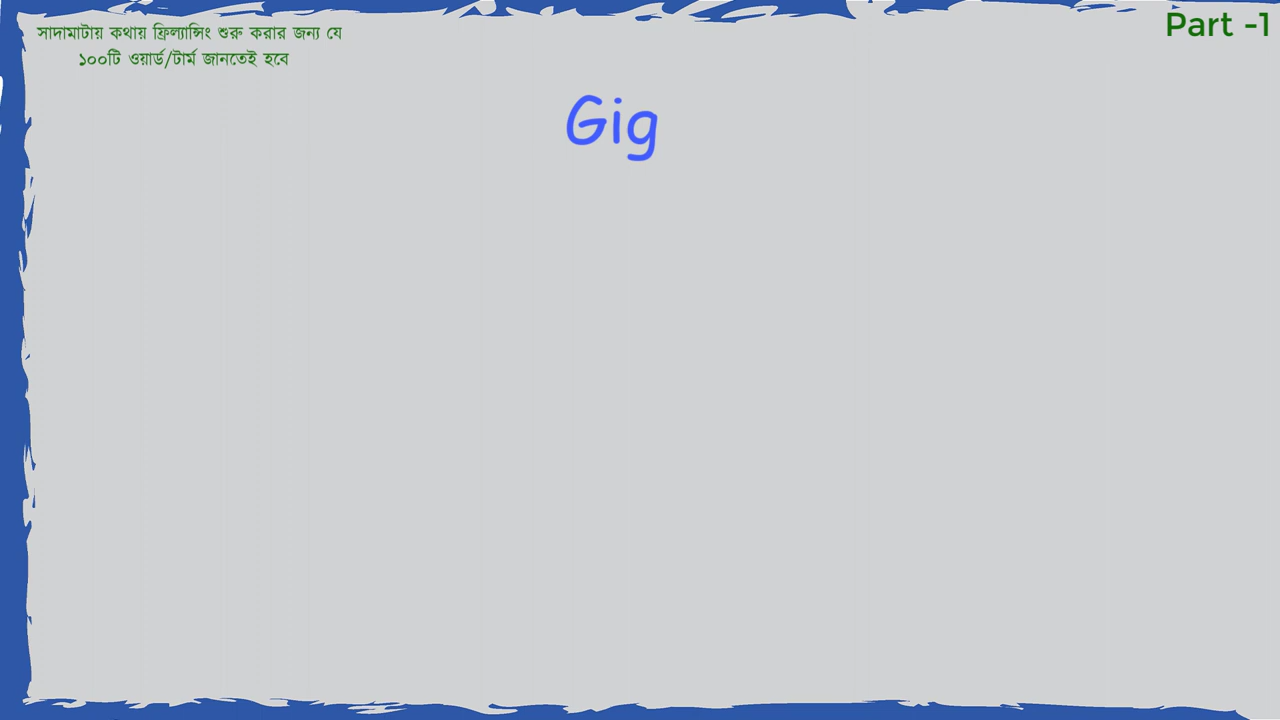 সাদামাটায় কথায় ফ্রিল্যান্সিং শুরু করার জন্য যে
১০০টি ওয়ার্ড/টার্ম জানতেই হবে
Part -1
Gig